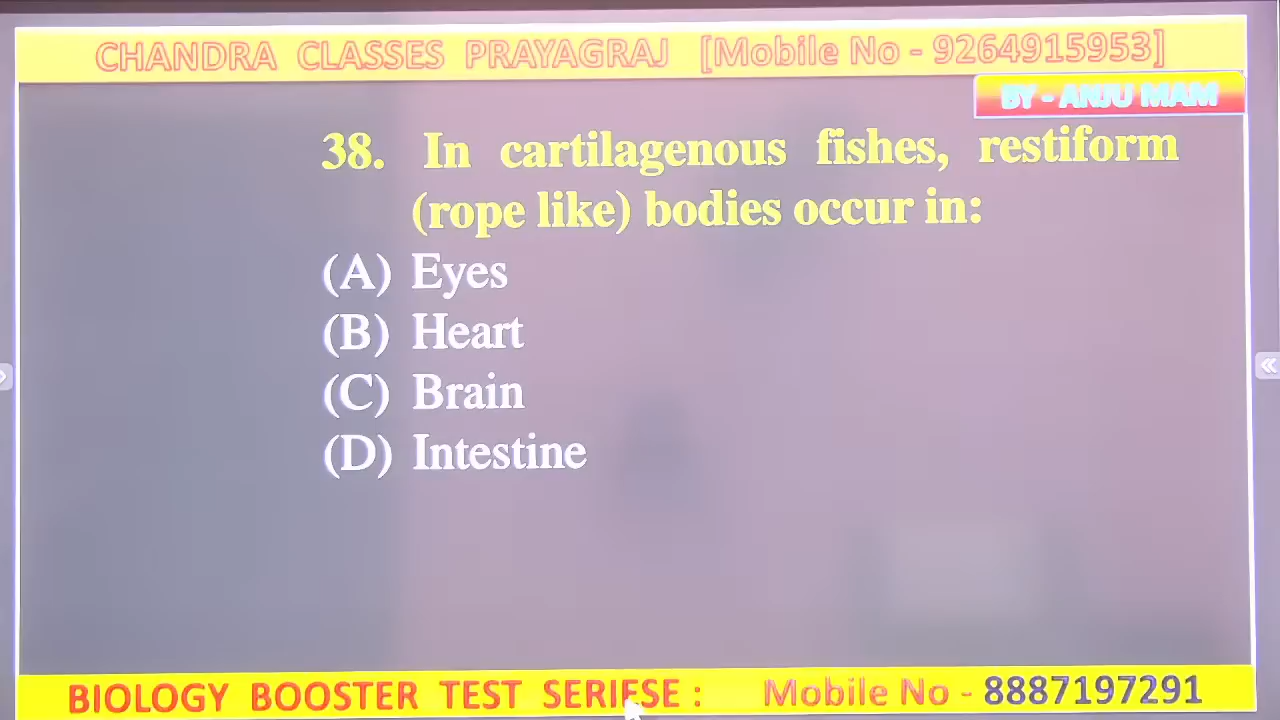 CHANDRA CLASSES PRAYAGRAJ [Mobile No - 9264915953]
BY - ANJU MAM
38. In cartilagenous fishes, restiform
(rope like) bodies occur in:
(A) Eyes
(B) Heart
(C) Brain
(D) Intestine
BIOLOGY BOOSTER TEST SERIESE : Mobile No - 8887197291